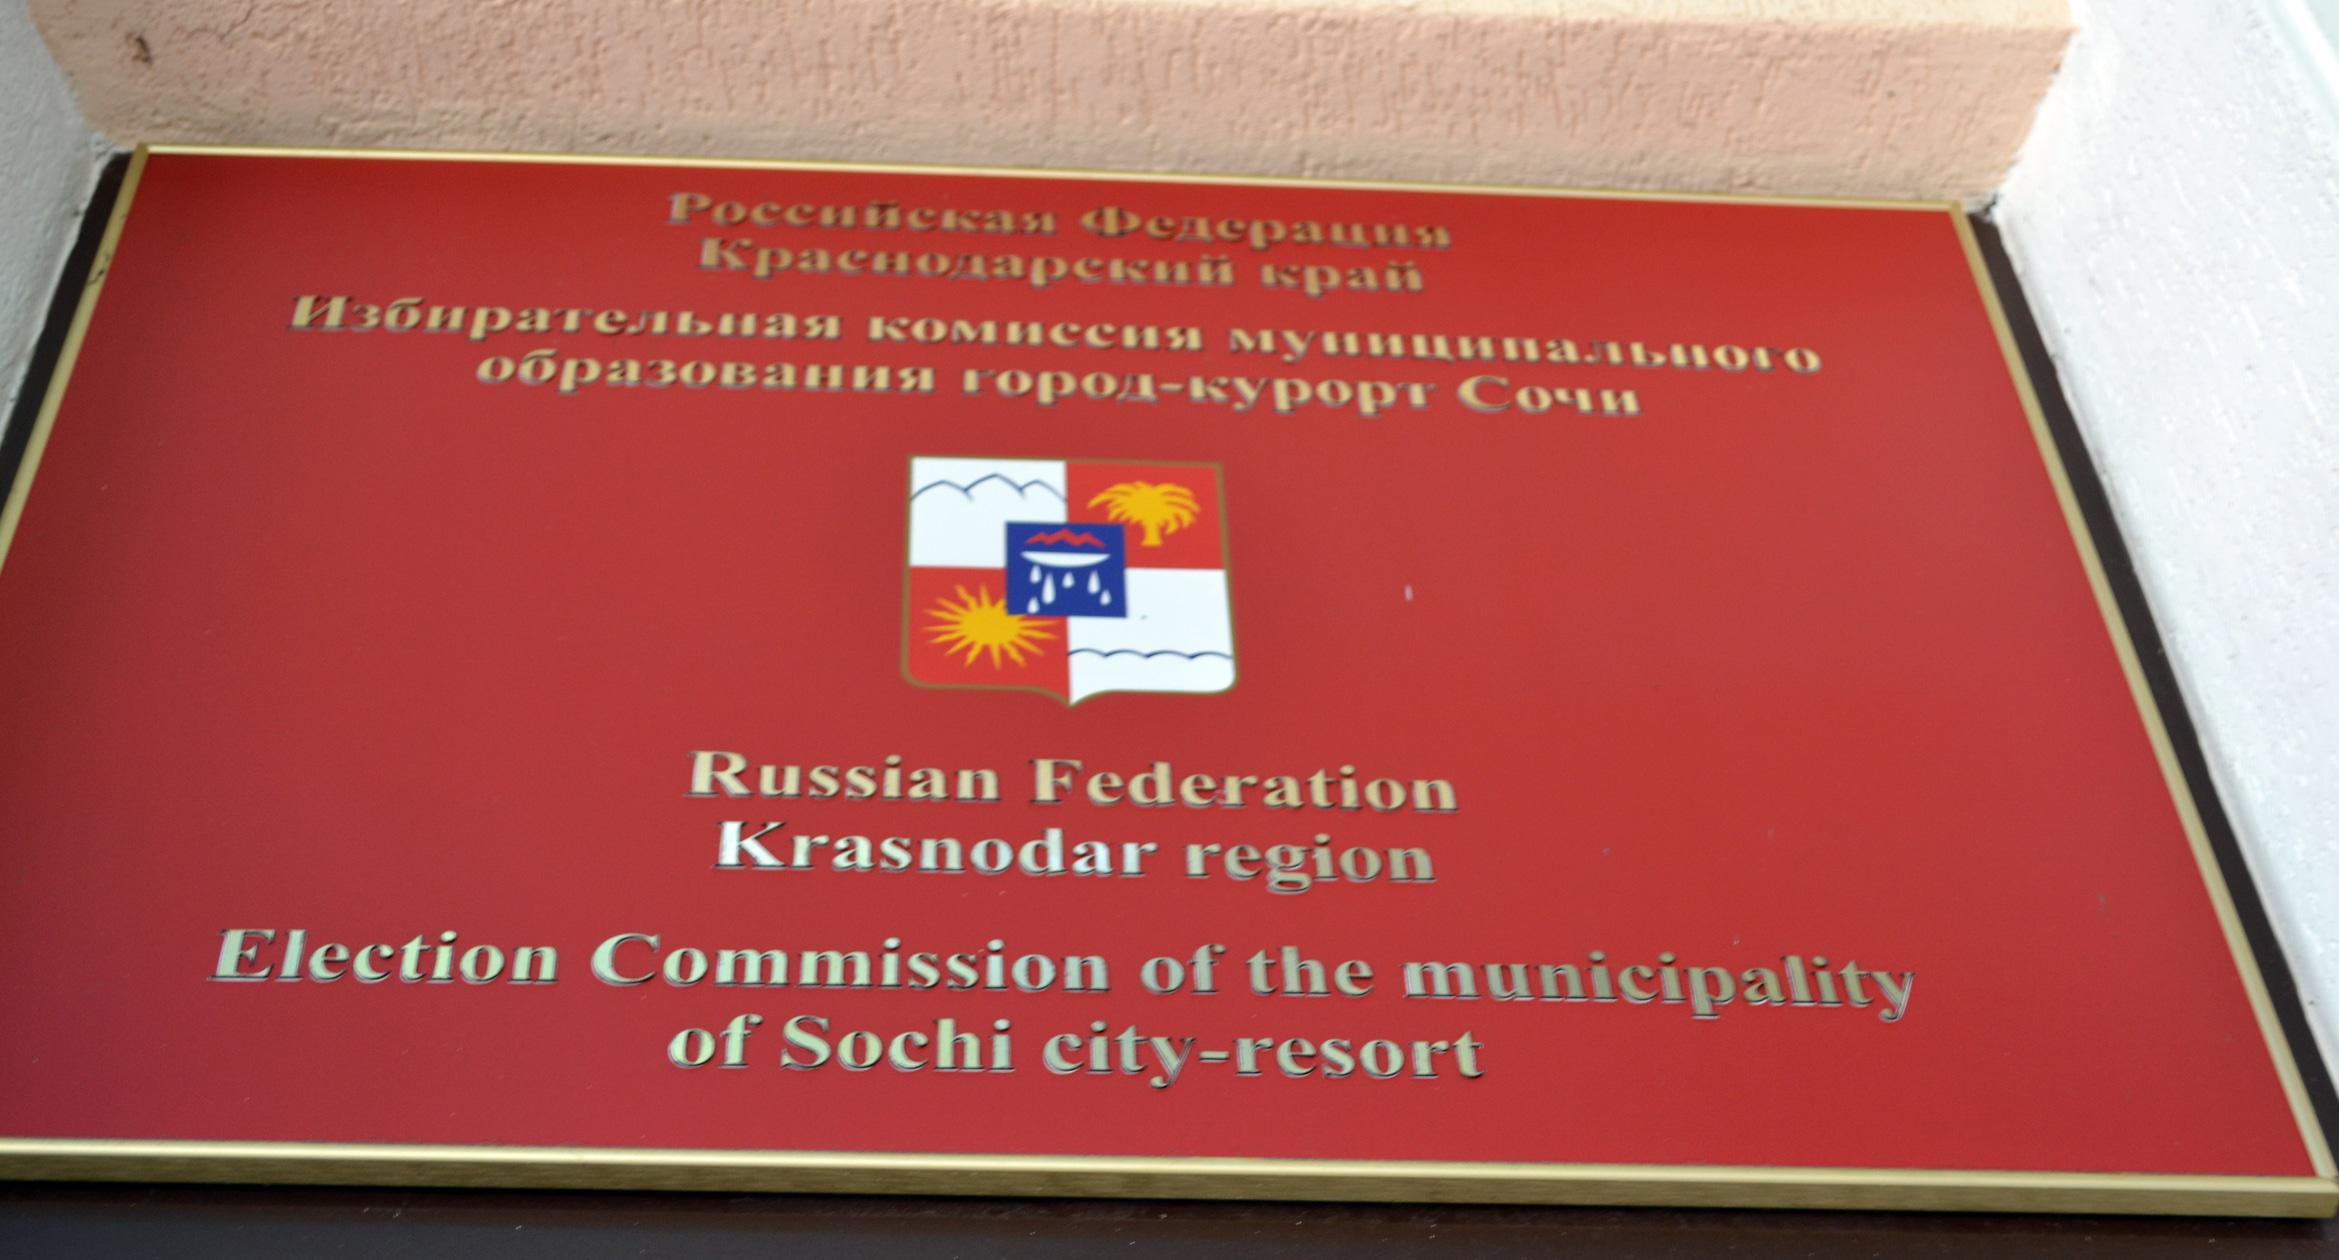 Российская Федерация
Краснодарский край
Избирательная комиссия муниципального
образования город-курорт Сочи
Russian Federation
Krasnodar region
Election Commission of the municipality
of Sochi city-resort